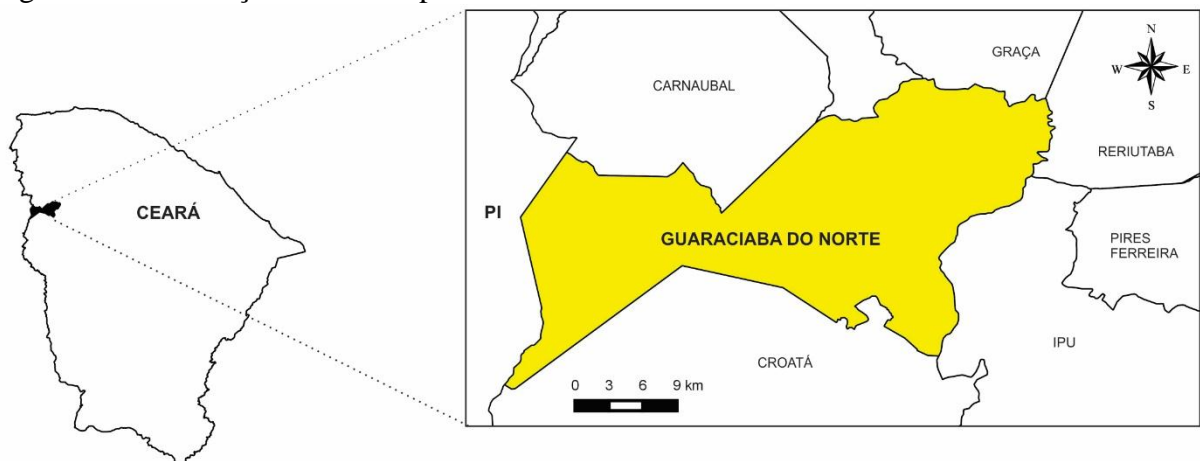 GRAÇA
N
W E
S
CARNAUBAL
RERIUTABA
CEARÁ
PI
GUARACIABA DO NORTE
PIRES
FERREIRA
IPU
CROATÁ
0 3 6 9 km